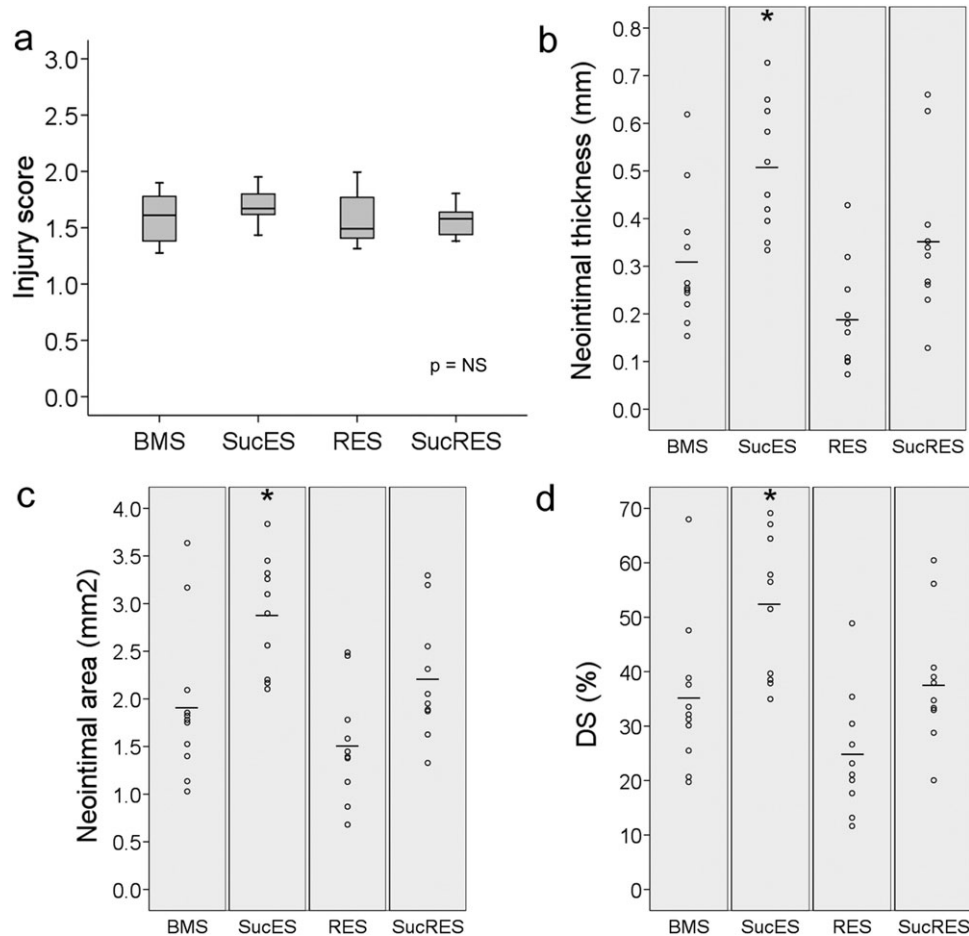 a
3.0
2.5
2.0
1.5
1.0
0.5
0.0
Injury score
p = NS
BMS SucES RES SucRES
b
*
0.8
0.7
0.6
0.5
0.4
0.3
0.2
0.1
0.0
Neointimal thickness (mm)
BMS SucES RES SucRES
c
*
4.0
3.5
3.0
2.5
2.0
1.5
1.0
0.5
0.0
Neointimal area (mm2)
BMS SucES RES SucRES
d
*
70
60
50
40
30
20
10
0
DS (%)
BMS SucES RES SucRES